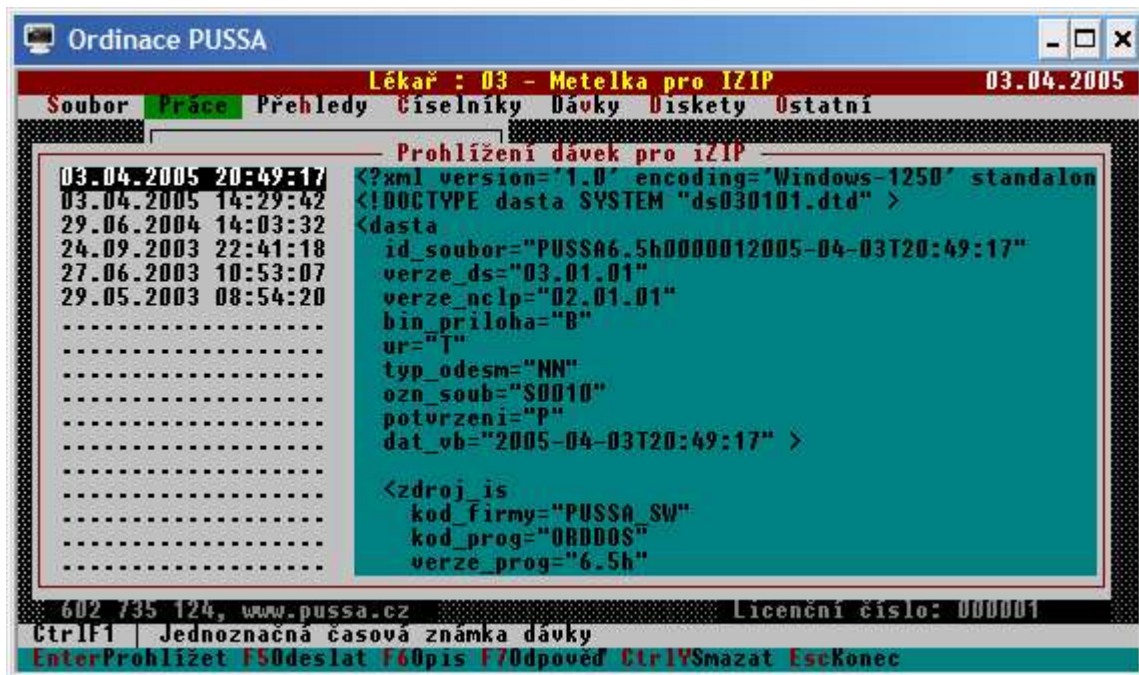 Ordinace PUSSA
Lékař : 03 - Metelka pro IZIP 03.04.2005
Soubor Práce Přehledy Číselníky Dávky Diskety Ostatní
Prohlížení dávek pro iZIP
03.04.2005 20:49:17 <?xml version='1.0' encoding='Windows-1250' standalon
03.04.2005 14:29:42 <!DOCTYPE dasta SYSTEM "ds030101.dtd" >
29.06.2004 14:03:32 <dasta
24.09.2003 22:41:18 id_soubor="PUSSA6.5h0000012005-04-03T20:49:17"
27.06.2003 10:53:07 verze_ds="03.01.01"
29.05.2003 08:54:20 verze_nclp="02.01.01"
................... bin_priloha="B"
................... ur="T"
................... typ_odesm="NN"
................... ozn_soub="S0010"
................... potvrzeni="P"
................... dat_vb="2005-04-03T20:49:17" >
...................
................... <zdroj_is
................... kod_firmy="PUSSA_SW"
................... kod_prog="ORDDOS"
................... verze_prog="6.5h"
602 735 124, www.pussa.cz Licenční číslo: 000001
CtrlF1 Jednoznačná časová známka dávky
EnterProhlížet F5Odeslat F6Opis F7Odpověď CtrlYSmazat EscKonec